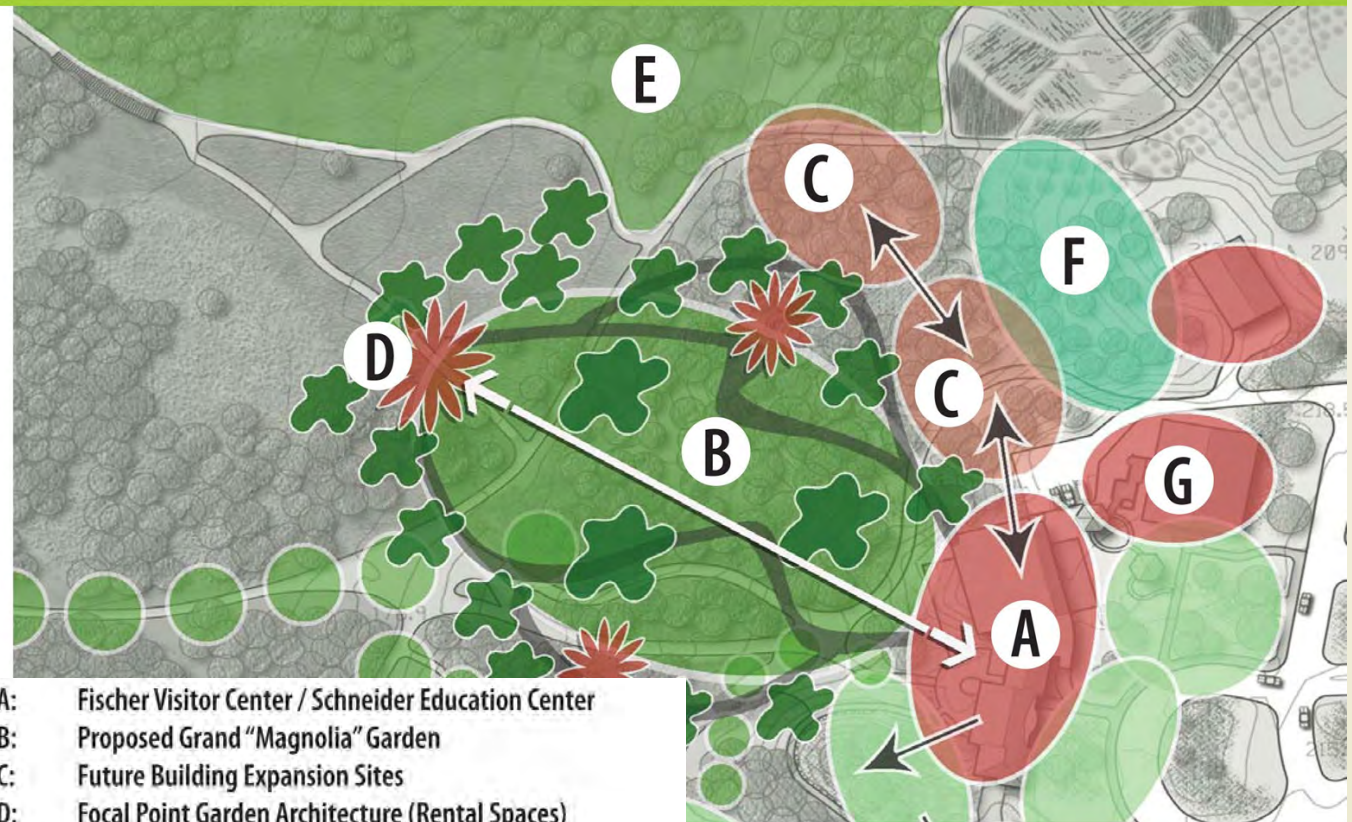 E
C
F
209
D
C
B
G
A
A: Fischer Visitor Center / Schneider Education Center
B: Proposed Grand “Magnolia” Garden
C: Future Building Expansion Sites
D: Focal Point Garden Architecture (Rental Spaces)